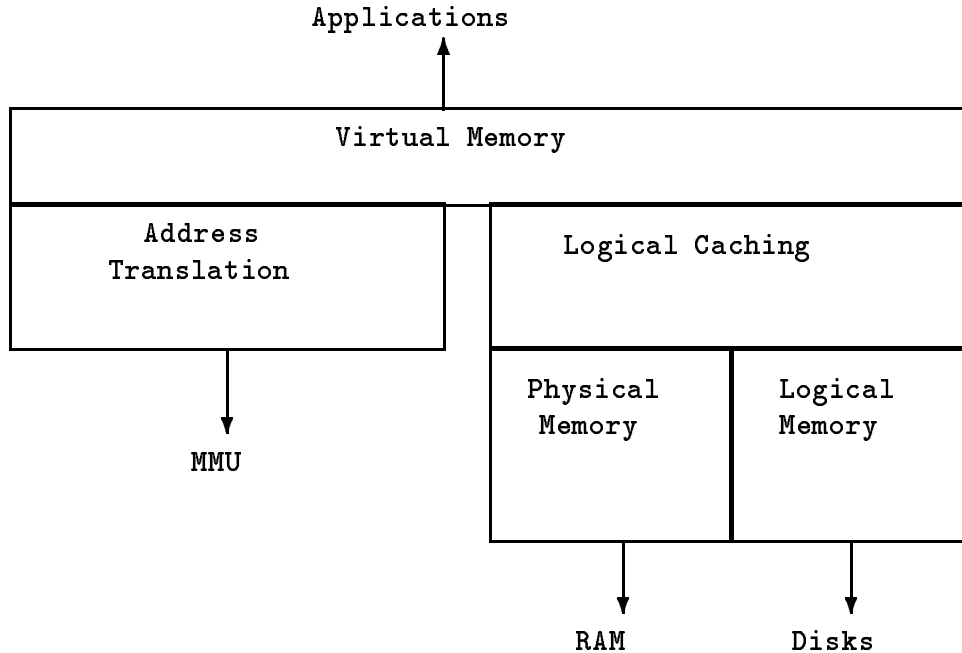 Applications
Virtual Memory
Address
Translation
Logical Caching
Physical
Memory
Logical
Memory
MMU
RAM
Disks